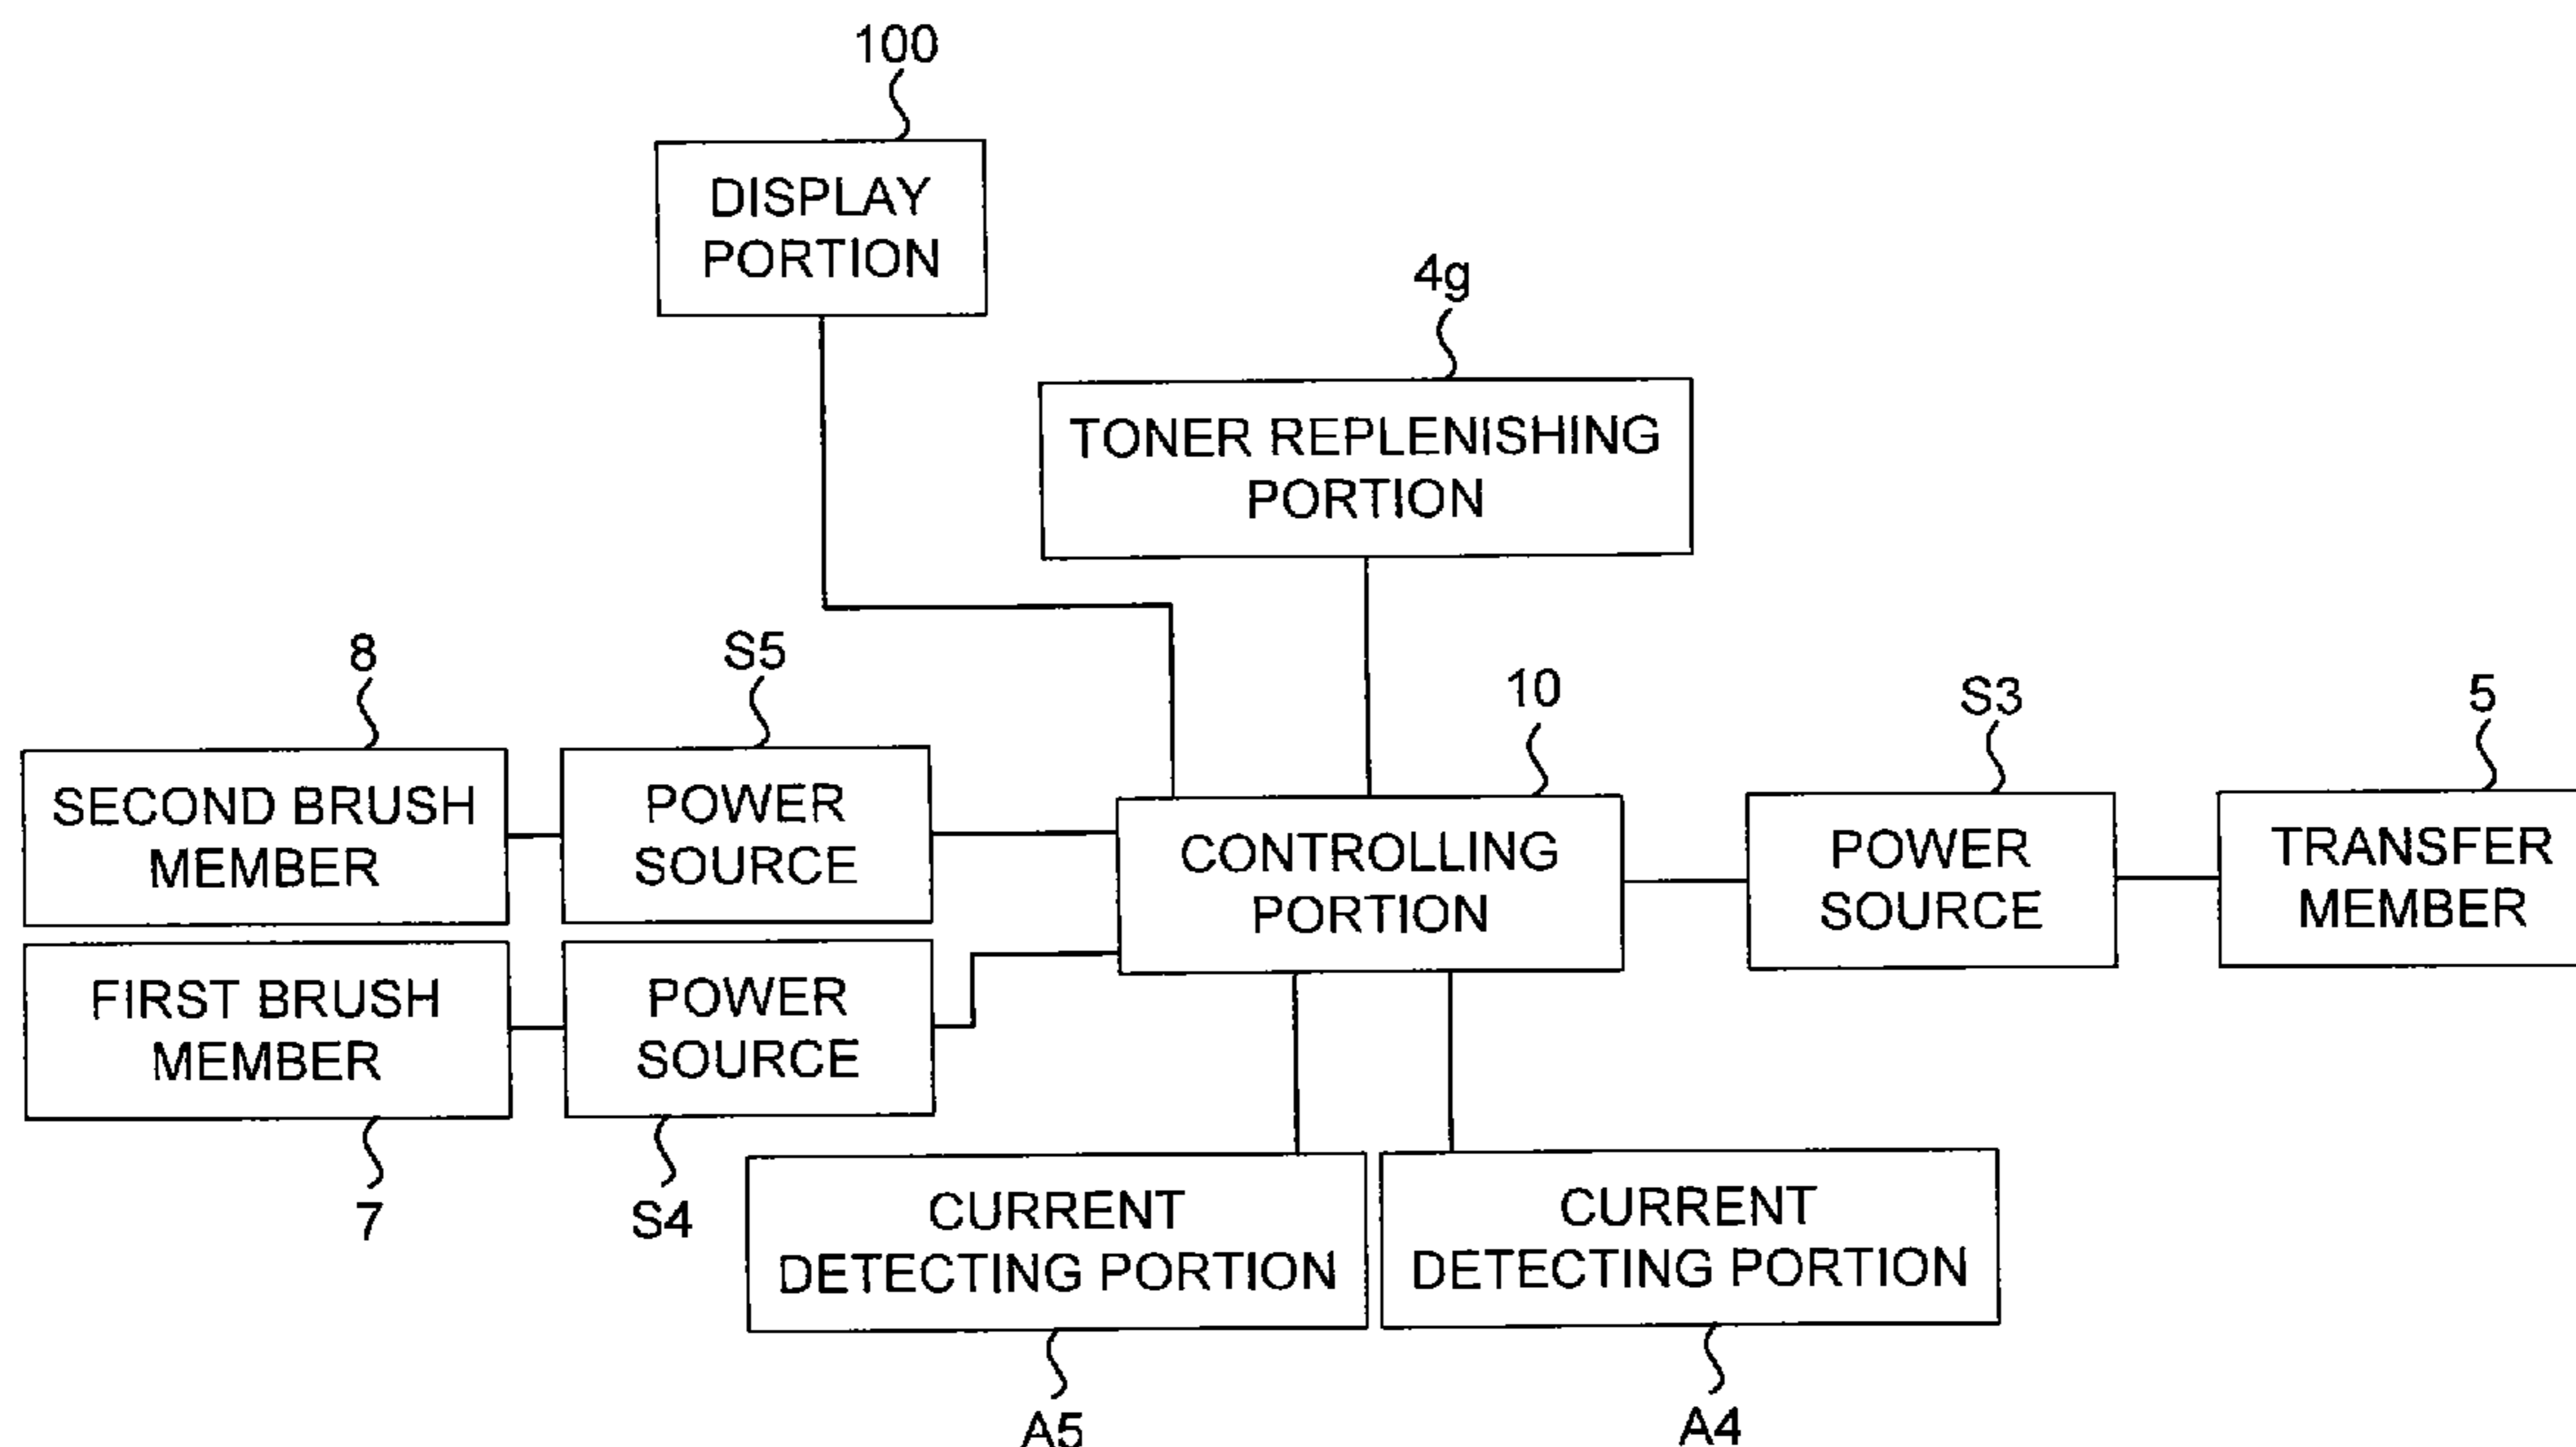 100
DISPLAY
PORTION
4g
TONER REPLENISHING
PORTION
8
S5
10
S3
5
SECOND BRUSH
MEMBER
POWER
SOURCE
CONTROLLING
PORTION
POWER
SOURCE
TRANSFER
MEMBER
FIRST BRUSH
MEMBER
POWER
SOURCE
7
S4
CURRENT
DETECTING PORTION
CURRENT
DETECTING PORTION
A5
A4